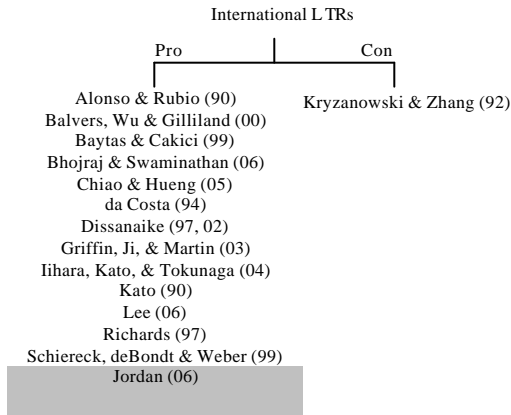 International LTRs
Pro
Con
Alonso & Rubio (90)
Balvers, Wu & Gilliland (00)
Baytas & Cakici (99)
Bhojraj & Swaminathan (06)
Chiao & Hueng (05)
da Costa (94)
Dissanaike (97, 02)
Griffin, Ji, & Martin (03)
Iihara, Kato, & Tokunaga (04)
Kato (90)
Lee (06)
Richards (97)
Schiereck, deBondt & Weber (99)
Jordan (06)
Kryzanowski & Zhang (92)